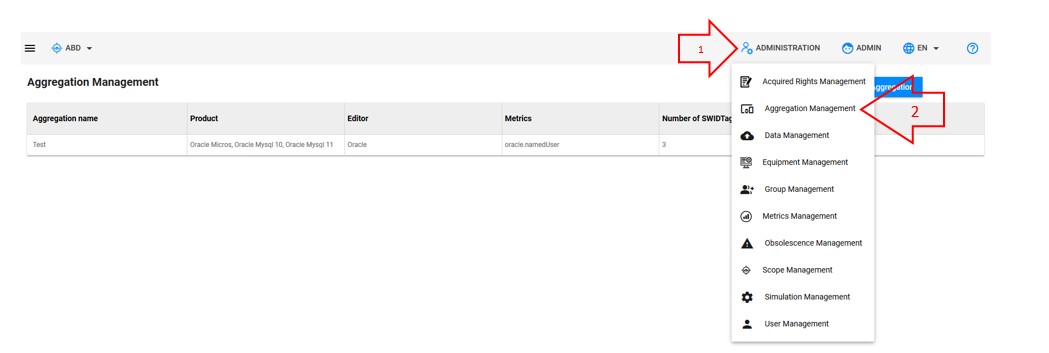 ABD
1
ADMINISTRATION
ADMIN
EN
Aggregation Management
Aggregation
Aggregation name
Product
Editor
Metrics
Number of SWIDTag
Test
Oracle Micros, Oracle Mysql 10, Oracle Mysql 11
Oracle
oracle.namedUser
3
Acquired Rights Management
Aggregation Management
2
Data Management
Equipment Management
Group Management
Metrics Management
Obsolescence Management
Scope Management
Simulation Management
User Management